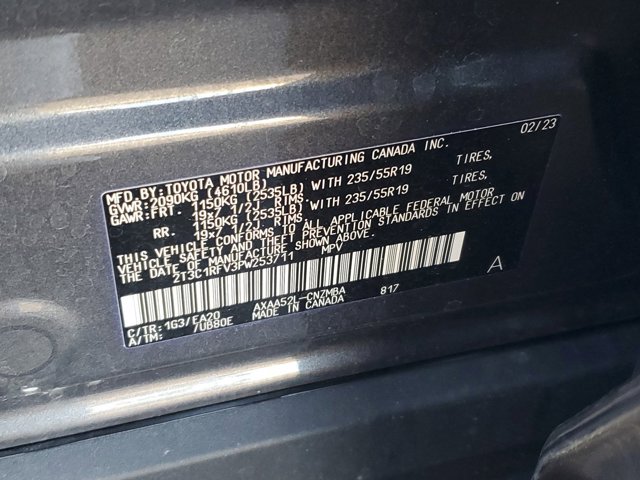 MFD.BY:TOYOTA MOTOR MANUFACTURING CANADA INC. 02/23
GVWR: 2090KG (4610LB)
GAWR:FRT. 1150KG (2535LB) WITH 235/55R19 TIRES,
19x7 1/2J RIMS.
RR. 1150KG (2535LB) WITH 235/55R19 TIRES,
19x7 1/2J RIMS.
THIS VEHICLE CONFORMS TO ALL APPLICABLE FEDERAL MOTOR
VEHICLE SAFETY AND THEFT PREVENTION STANDARDS IN EFFECT ON
THE DATE OF MANUFACTURE SHOWN ABOVE.
2T3C1RFV3PW253711 MPV
A
C/TR: 1G3/EA20 AXAA52L-CNZMBA 817
A/TM: /UB80E MADE IN CANADA